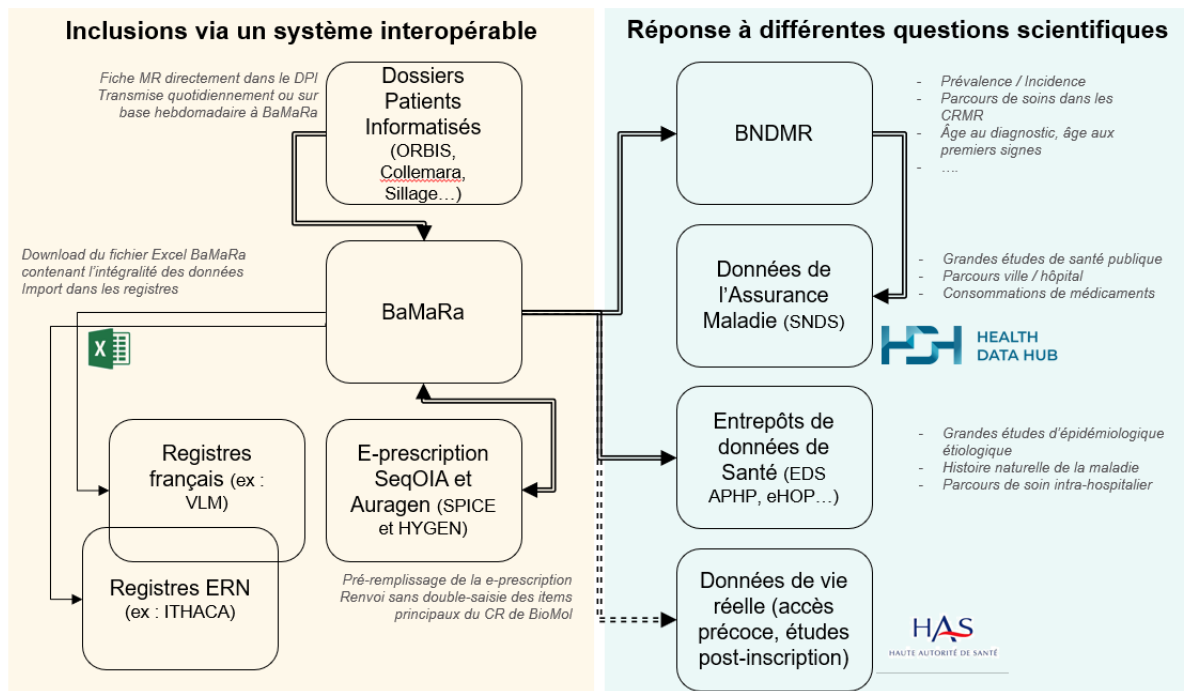 Inclusions via un système interopérable
Fiche MR directement dans le DPI
Transmise quotidiennement ou sur
base hebdomadaire à BaMaRa
Dossiers
Patients
Informatisés
(ORBIS,
Collemara,
Sillage…)
Download du fichier Excel BaMaRa
contenant l'intégralité des données
Import dans les registres
BaMaRa
X
Registres
français (ex :
VLM)
Registres ERN
(ex : ITHACA)
E-prescription
SeqOIA et
Auragen (SPICE
et HYGEN)
Pré-remplissage de la e-prescription
Renvoi sans double-saisie des items
principaux du CR de BioMol
Réponse à différentes questions scientifiques
BNDMR
- Prévalence / Incidence
- Parcours de soins dans les
CRMR
- Âge au diagnostic, âge aux
premiers signes
- ….
Données de
l'Assurance
Maladie (SNDS)
- Grandes études de santé publique
- Parcours ville / hôpital
- Consommations de médicaments
HDH
HEALTH
DATA HUB
Entrepôts de
données de
Santé (EDS
APHP, eHOP…)
- Grandes études d'épidémiologique
étiologique
- Histoire naturelle de la maladie
- Parcours de soin intra-hospitalier
Données de vie
réelle (accès
précoce, études
post-inscription)
HAS
HAUTE AUTORITÉ DE SANTÉ